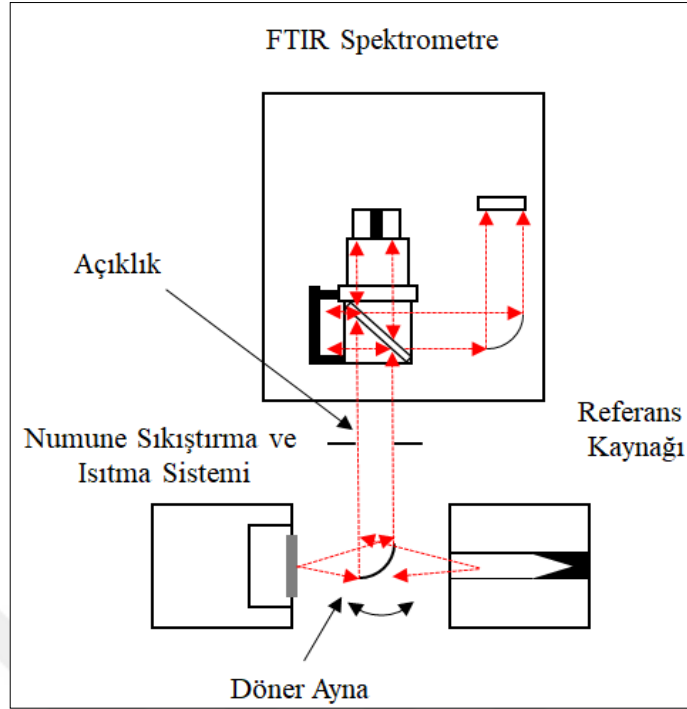 FTIR Spektrometre
Açıklık
Numune Sıkıştırma ve
Isıtma Sistemi
Referans
Kaynağı
Döner Ayna